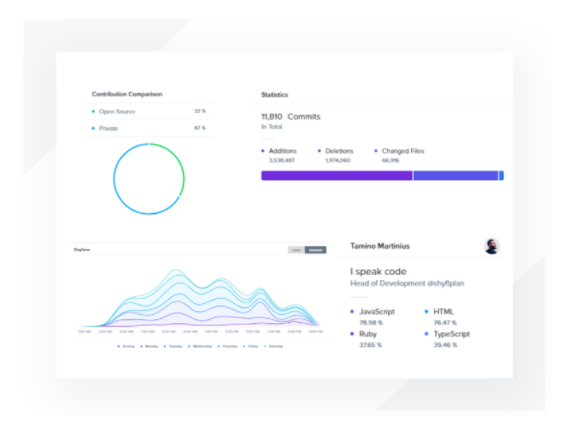 Contribution Comparison
Open Source 33 %
Private 67 %
Statistics
11,810 Commits
In Total
Additions Deletions Changed Files
3,538,487 1,974,060 66,916
Daytime
Tamino Martinius
I speak code
Head of Development @shyftplan
JavaScript HTML
78.58 % 76.47 %
Ruby TypeScript
37.65 % 39.46 %
Sunday Monday Tuesday Wednesday Thursday Friday Saturday